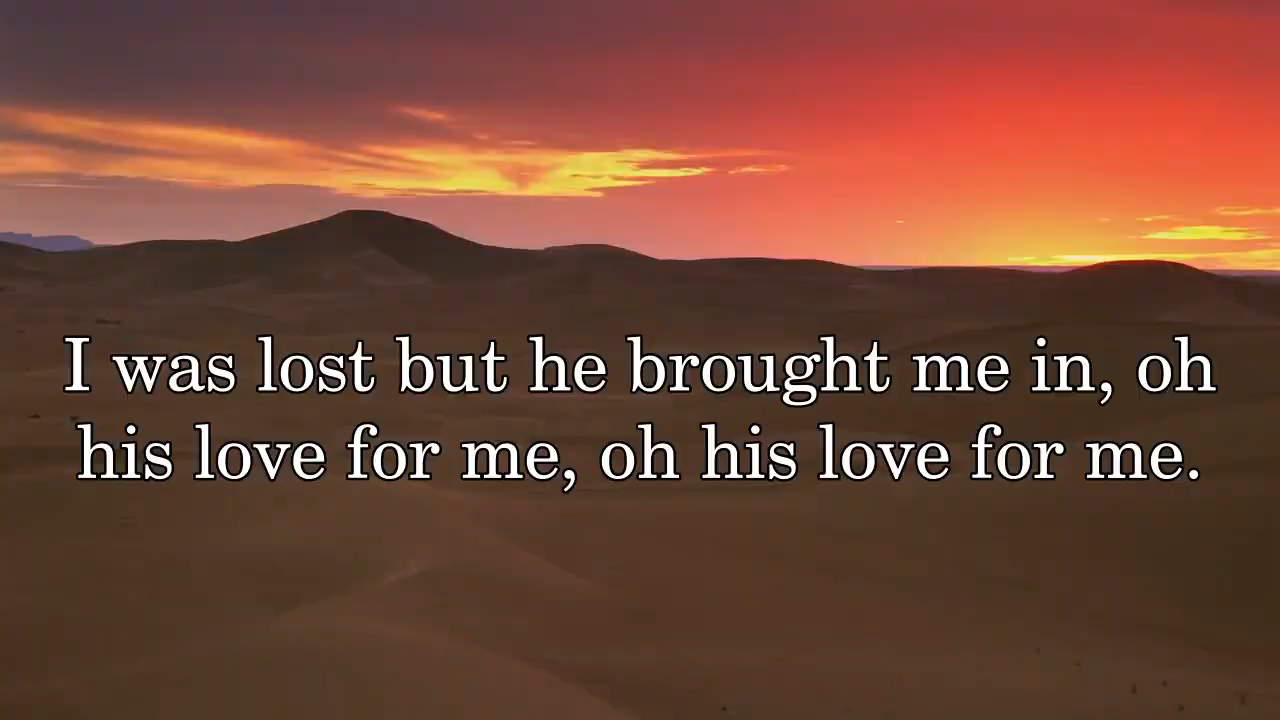 I was lost but he brought me in, oh
his love for me, oh his love for me.